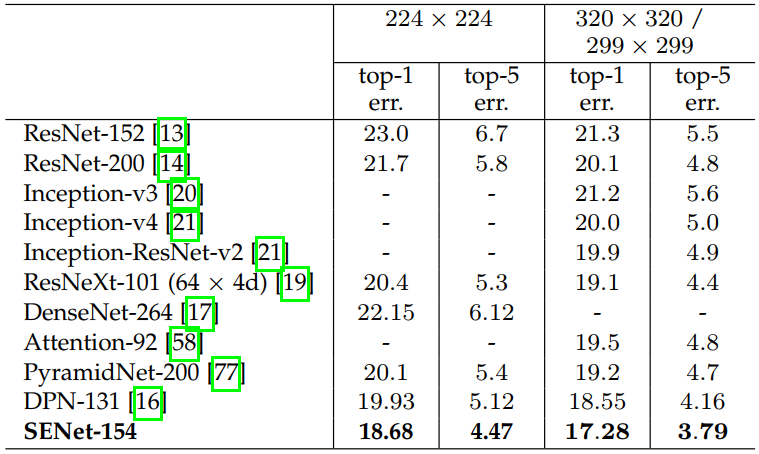 224 × 224 320 × 320 /
299 × 299
top-1 top-5 top-1 top-5
err. err. err. err.
ResNet-152 [13] 23.0 6.7 21.3 5.5
ResNet-200 [14] 21.7 5.8 20.1 4.8
Inception-v3 [20] - - 21.2 5.6
Inception-v4 [21] - - 20.0 5.0
Inception-ResNet-v2 [21] - - 19.9 4.9
ResNeXt-101 (64 × 4d) [19] 20.4 5.3 19.1 4.4
DenseNet-264 [17] 22.15 6.12 - -
Attention-92 [58] - - 19.5 4.8
PyramidNet-200 [77] 20.1 5.4 19.2 4.7
DPN-131 [16] 19.93 5.12 18.55 4.16
SENet-154 18.68 4.47 17.28 3.79